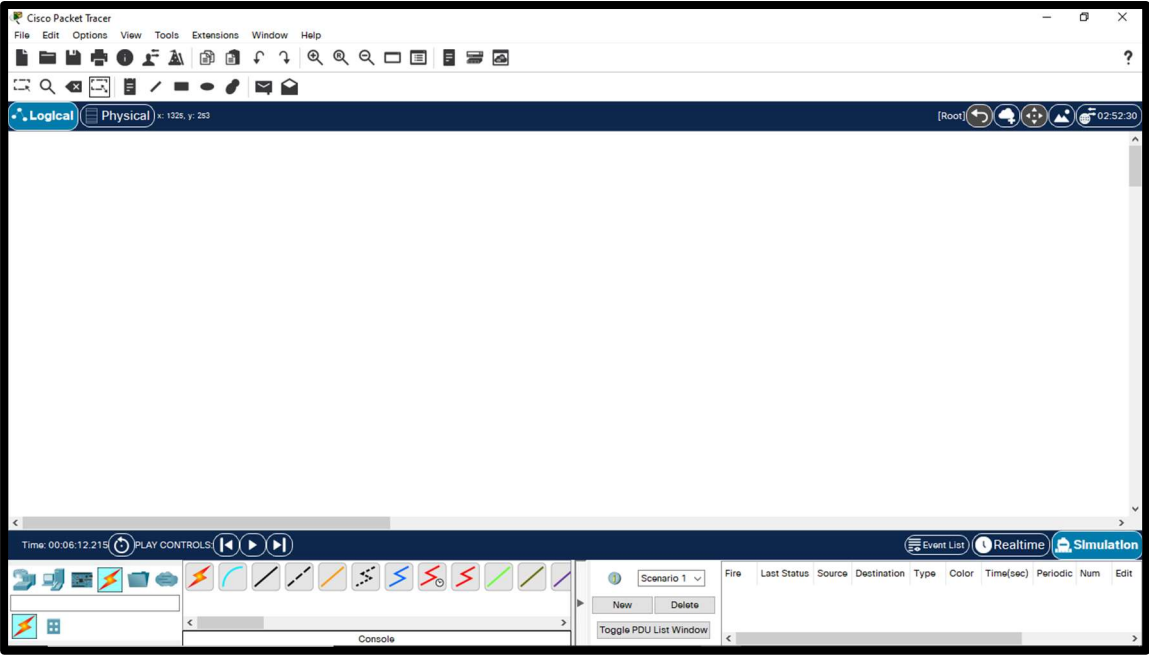 Cisco Packet Tracer
File Edit Options View Tools Extensions Window Help
?
Logical Physical x: 1325, y: 253 [Root] 02:52:30
Time: 00:06:12.215 PLAY CONTROLS: Event List Realtime Simulation
Scenario 1
Fire Last Status Source Destination Type Color Time(sec) Periodic Num Edit
New Delete
Toggle PDU List Window
Console